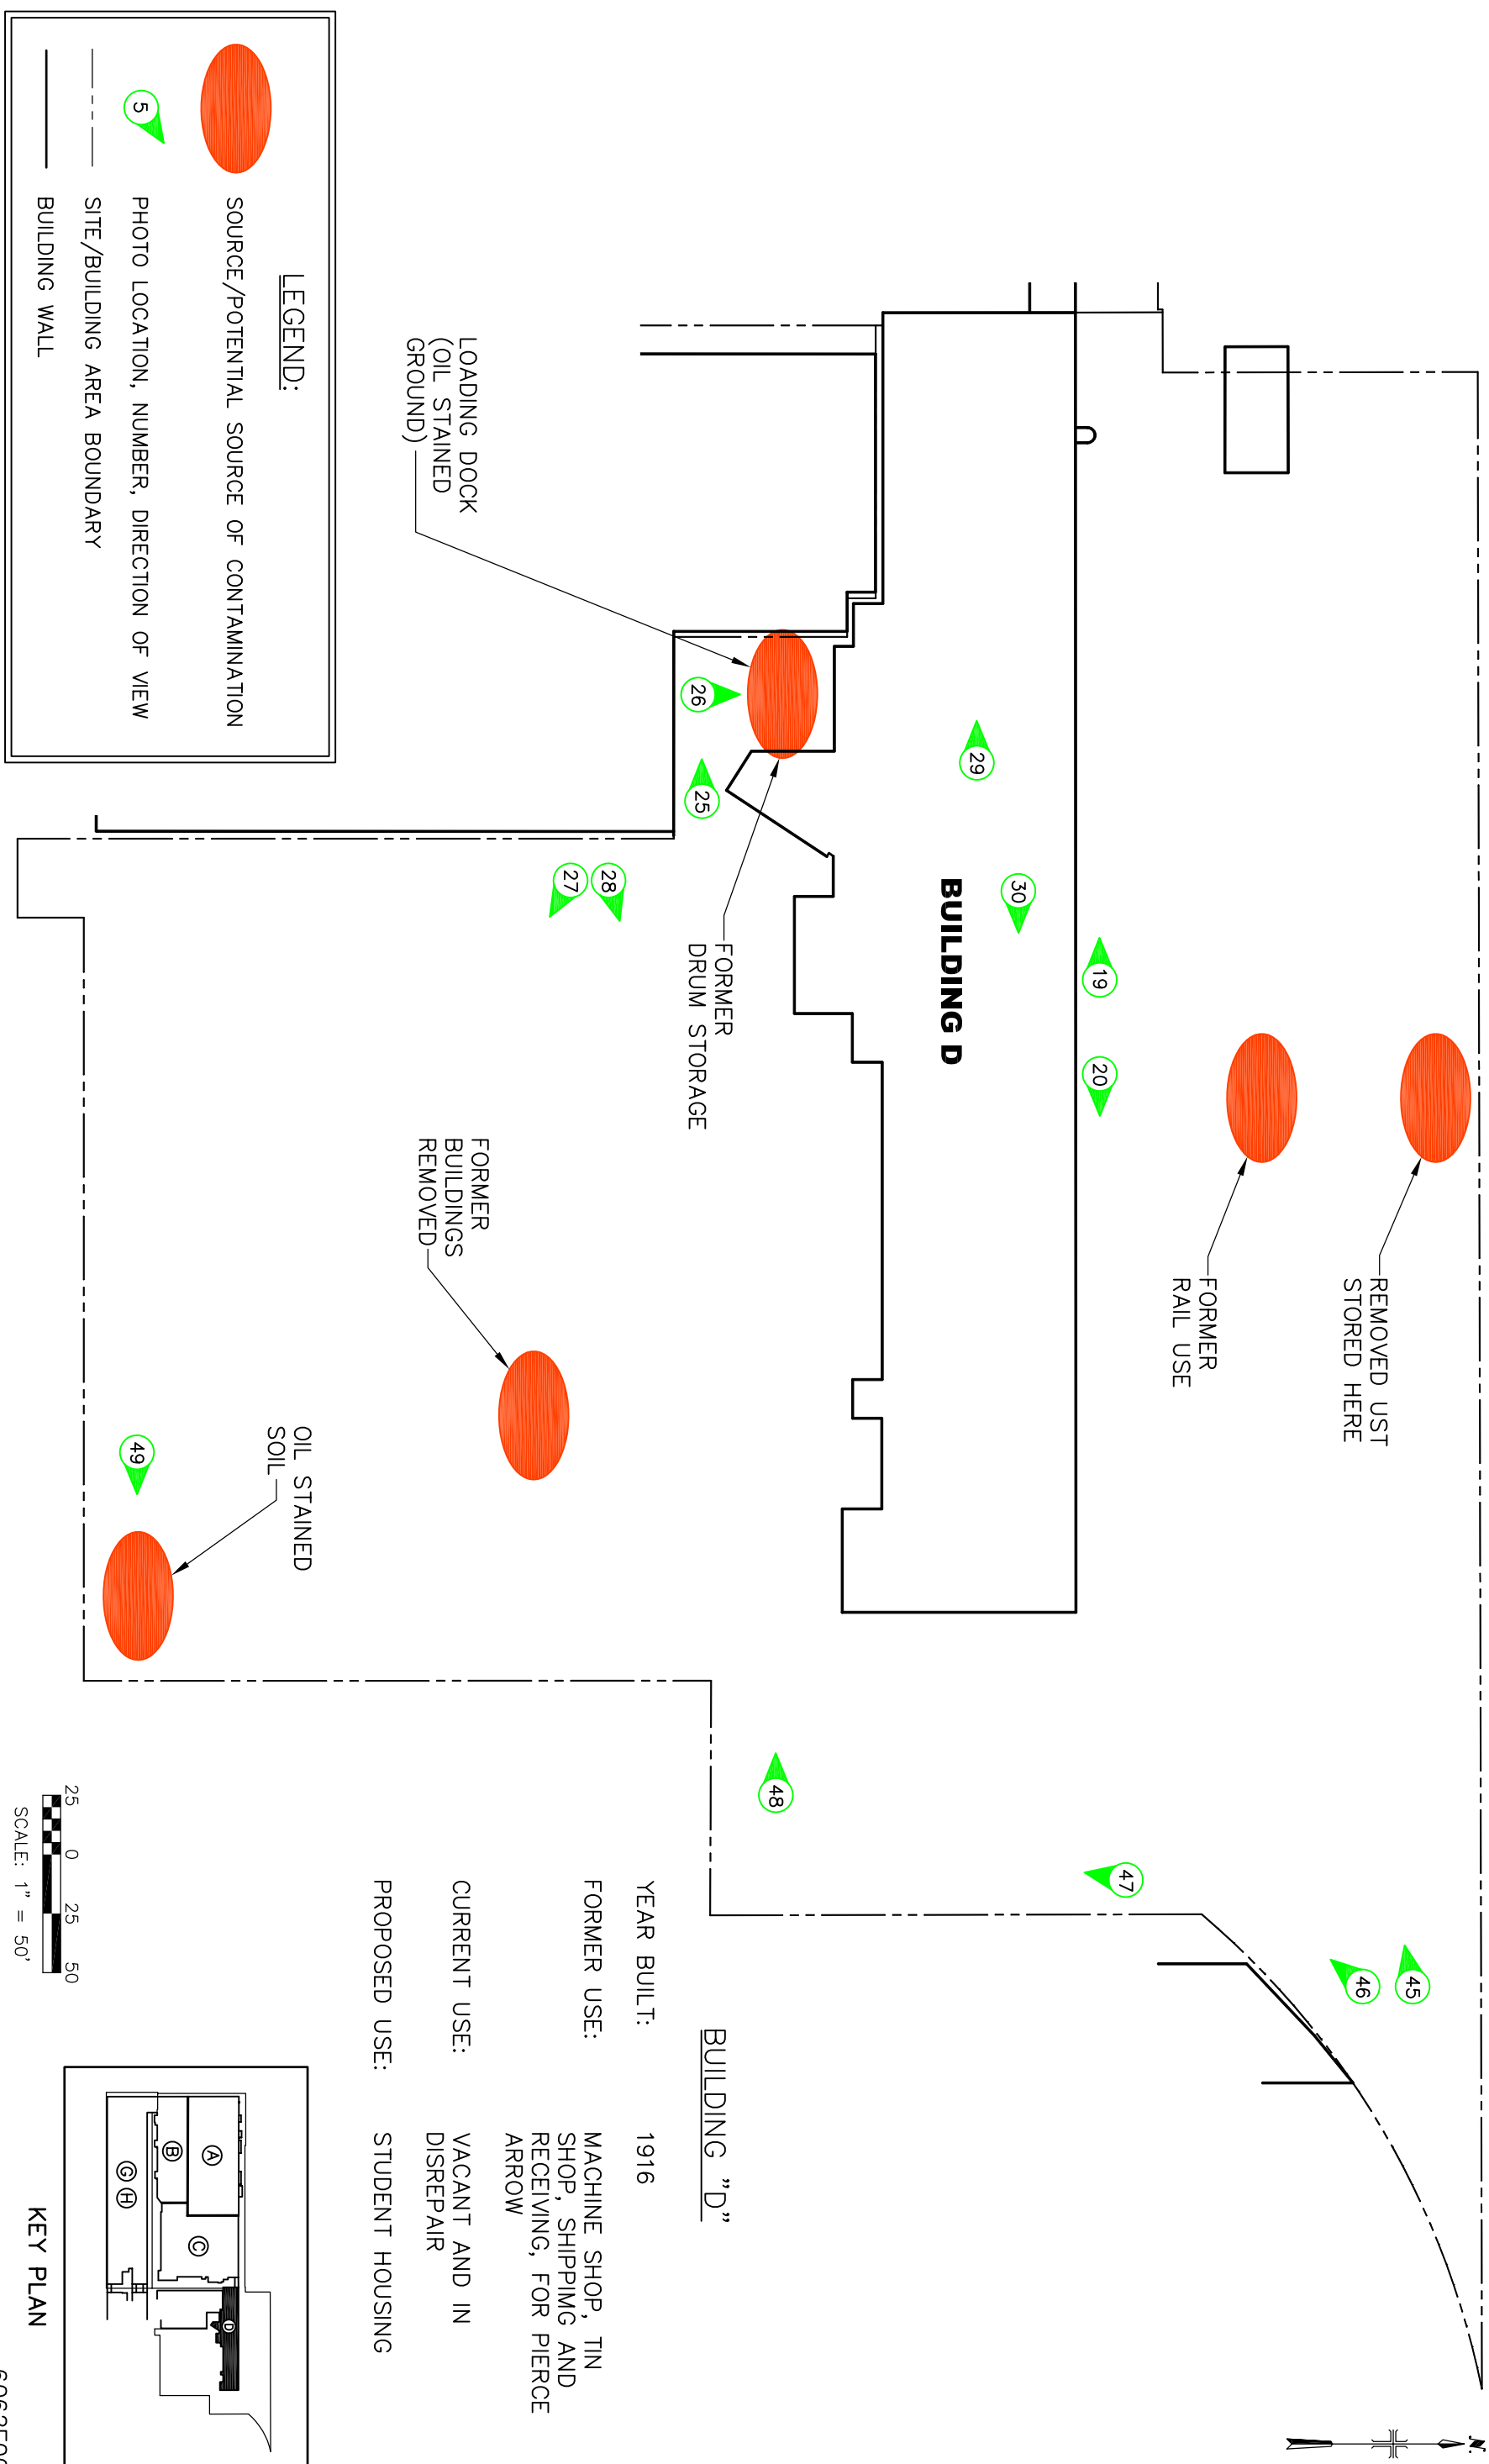 N.
REMOVED UST
STORED HERE
FORMER
RAIL USE
45
46
47
48
19
20
29
30
BUILDING D
26
25
28
27
49
FORMER
DRUM STORAGE
LOADING DOCK
(OIL STAINED
GROUND)
FORMER
BUILDINGS
REMOVED
OIL STAINED
SOIL
LEGEND:
SOURCE/POTENTIAL SOURCE OF CONTAMINATION
5
PHOTO LOCATION, NUMBER, DIRECTION OF VIEW
SITE/BUILDING AREA BOUNDARY
BUILDING WALL
BUILDING "D"
YEAR BUILT: 1916
FORMER USE: MACHINE SHOP, TIN
SHOP, SHIPPIMG AND
RECEIVING, FOR PIERCE
ARROW
CURRENT USE: VACANT AND IN
DISREPAIR
PROPOSED USE: STUDENT HOUSING
25 0 25 50
SCALE: 1" = 50'
A
B
C
D
G H
KEY PLAN